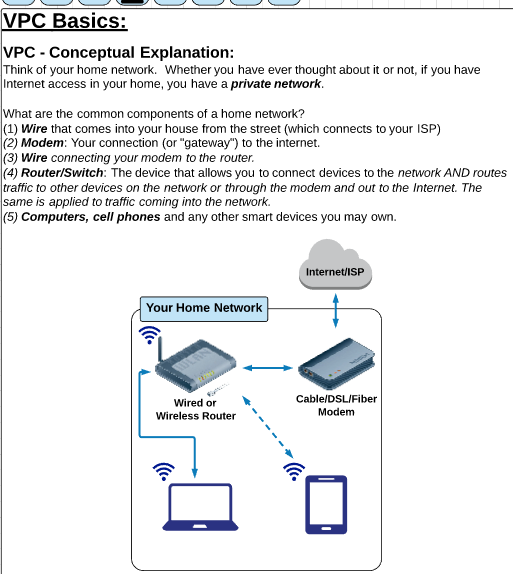 VPC Basics:
VPC - Conceptual Explanation:
Think of your home network.  Whether you have ever thought about it or not, if you have
Internet access in your home, you have a private network.
What are the common components of a home network?
(1) Wire that comes into your house from the street (which connects to your ISP)
(2) Modem: Your connection (or "gateway") to the internet.
(3) Wire connecting your modem to the router.
(4) Router/Switch: The device that allows you to connect devices to the network AND routes
traffic to other devices on the network or through the modem and out to the Internet. The
same is applied to traffic coming into the network.
(5) Computers, cell phones and any other smart devices you may own.
Internet/ISP
Your Home Network
Wired or
Wireless Router
Cable/DSL/Fiber
Modem